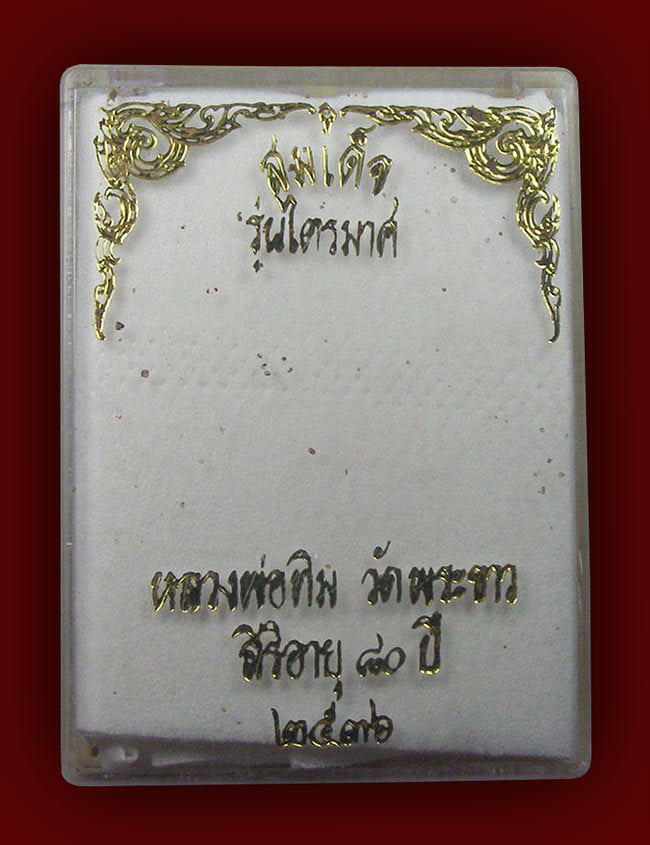 สมเด็จ
รุ่นไตรมาศ
หลวงพ่อทิม วัดพระขาว
สิริอายุ ๘๐ ปี
๒๕๓๖